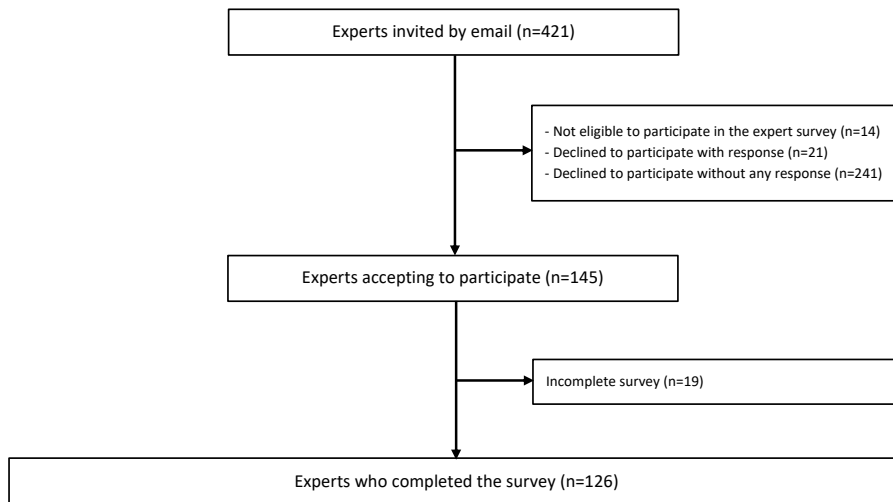 Experts invited by email (n=421)
- Not eligible to participate in the expert survey (n=14)
- Declined to participate with response (n=21)
- Declined to participate without any response (n=241)
Experts accepting to participate (n=145)
Incomplete survey (n=19)
Experts who completed the survey (n=126)